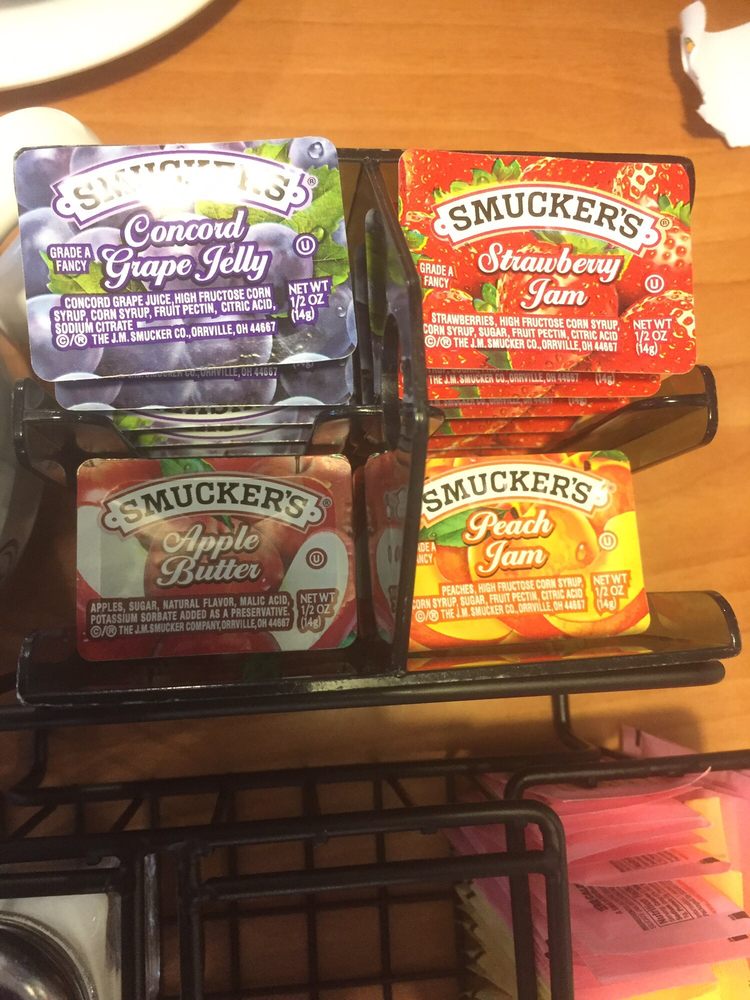 SMUCKER'S®
Concord
Grape Jelly
GRADE A
FANCY
U
CONCORD GRAPE JUICE, HIGH FRUCTOSE CORN
SYRUP, CORN SYRUP, FRUIT PECTIN, CITRIC ACID,
SODIUM CITRATE
©/® THE J.M. SMUCKER CO., ORRVILLE, OH 44667
NET WT
1/2 OZ
(14g)
SMUCKER CO., ORRVILLE, OH 44667
SMUCKER'S®
Strawberry
Jam
GRADE A
FANCY
U
STRAWBERRIES, HIGH FRUCTOSE CORN SYRUP,
CORN SYRUP, SUGAR, FRUIT PECTIN, CITRIC ACID
©/® THE J.M. SMUCKER CO., ORRVILLE, OH 44667
NET WT
1/2 OZ
(14g)
THE J.M. SMUCKER CO., ORRVILLE, OH 44667
(14g)
SMUCKER'S®
Apple
Butter
U
APPLES, SUGAR, NATURAL FLAVOR, MALIC ACID,
POTASSIUM SORBATE ADDED AS A PRESERVATIVE.
©/® THE J.M. SMUCKER COMPANY, ORRVILLE, OH 44667
NET WT
1/2 OZ
(14g)
SMUCKER'S®
Peach
Jam
U
PEACHES, HIGH FRUCTOSE CORN SYRUP
CORN SYRUP, SUGAR, FRUIT PECTIN, CITRIC ACID
©/® THE J.M. SMUCKER CO., ORRVILLE, OH 44667
NET WT
1/2 OZ
(14g)